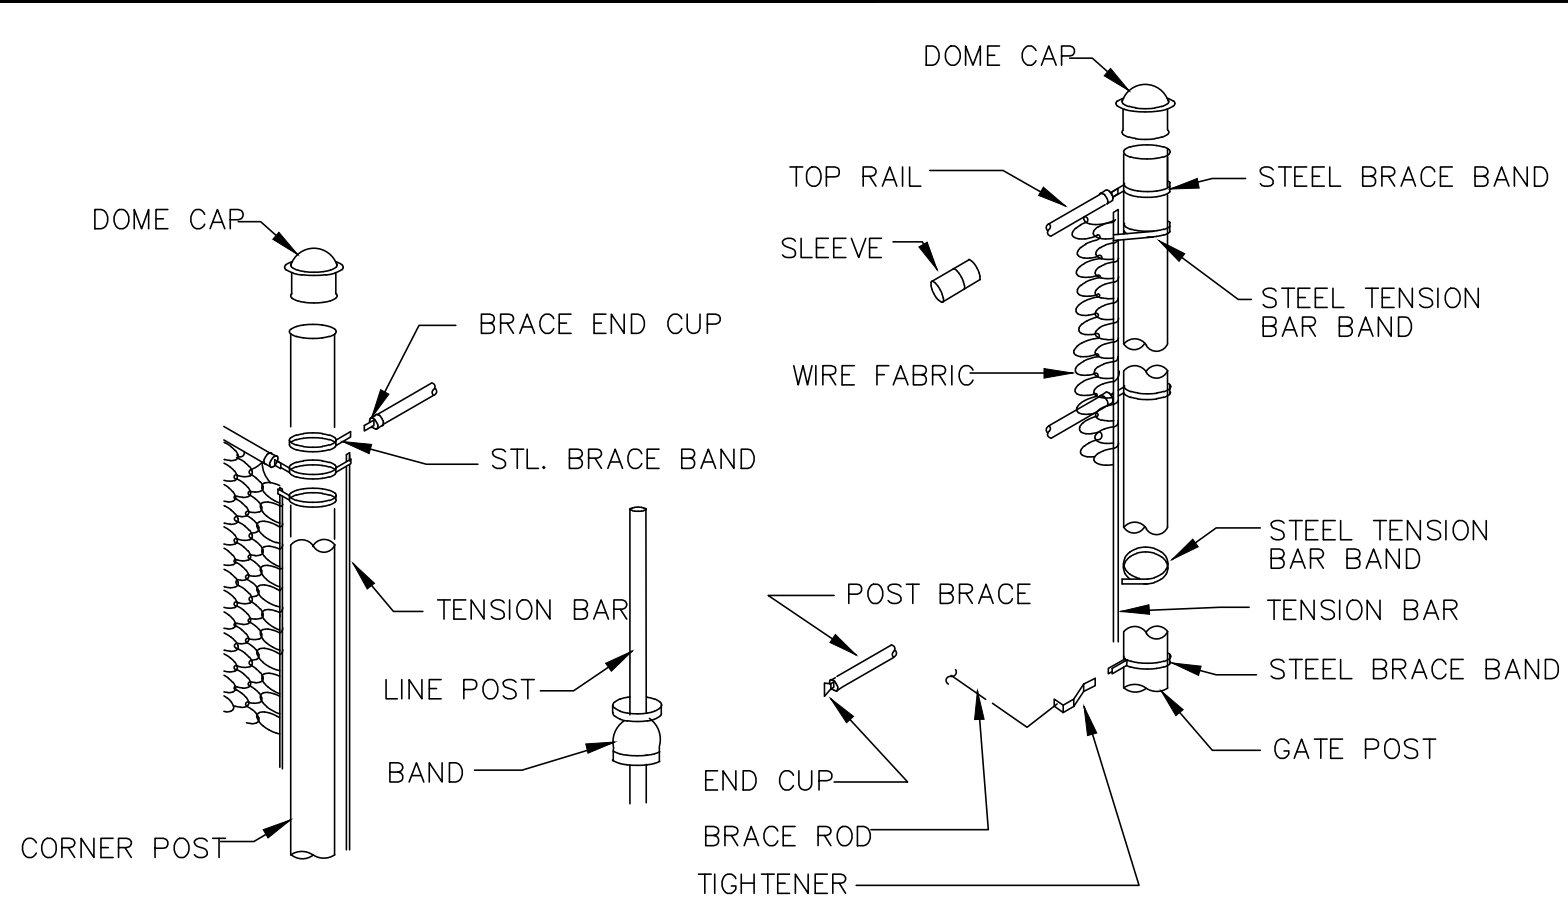 DOME CAP
TOP RAIL
STEEL BRACE BAND
DOME CAP
SLEEVE
STEEL TENSION
BAR BAND
BRACE END CUP
WIRE FABRIC
STL. BRACE BAND
STEEL TENSION
BAR BAND
POST BRACE
TENSION BAR
TENSION BAR
STEEL BRACE BAND
LINE POST
GATE POST
BAND
END CUP
BRACE ROD
CORNER POST
TIGHTENER